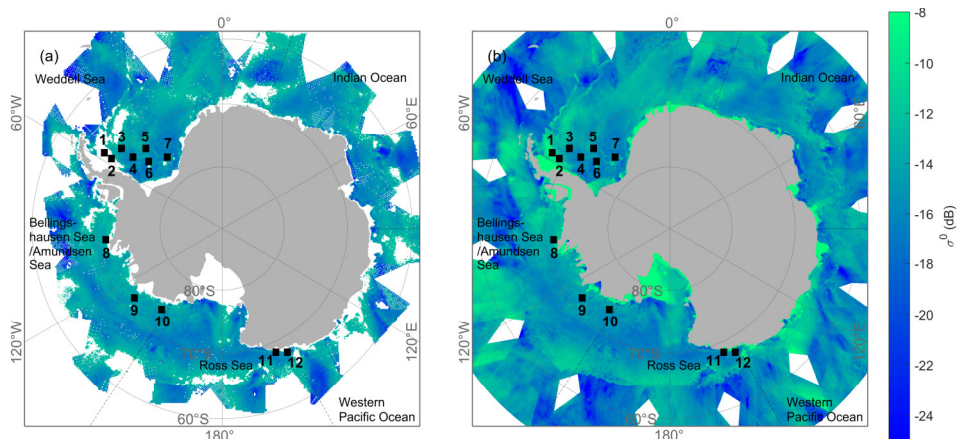 0°
(a)
Weddell Sea
Indian Ocean
60°W
60°E
1
3
5
2
4
7
6
Bellings-
hausen Sea
/Amundsen
Sea
8
80°S
9
10
120°W
120°E
70°S
11
12
Ross Sea
Western
Pacific Ocean
60°S
180°
0°
(b)
Weddell Sea
Indian Ocean
60°W
60°E
1
3
5
2
4
7
6
Bellings-
hausen Sea
/Amundsen
Sea
8
80°S
9
10
120°W
120°E
70°S
11
12
Ross Sea
Western
Pacific Ocean
60°S
180°
-8
-10
-12
-14
-16
-18
-20
-22
-24
σ⁰ (dB)